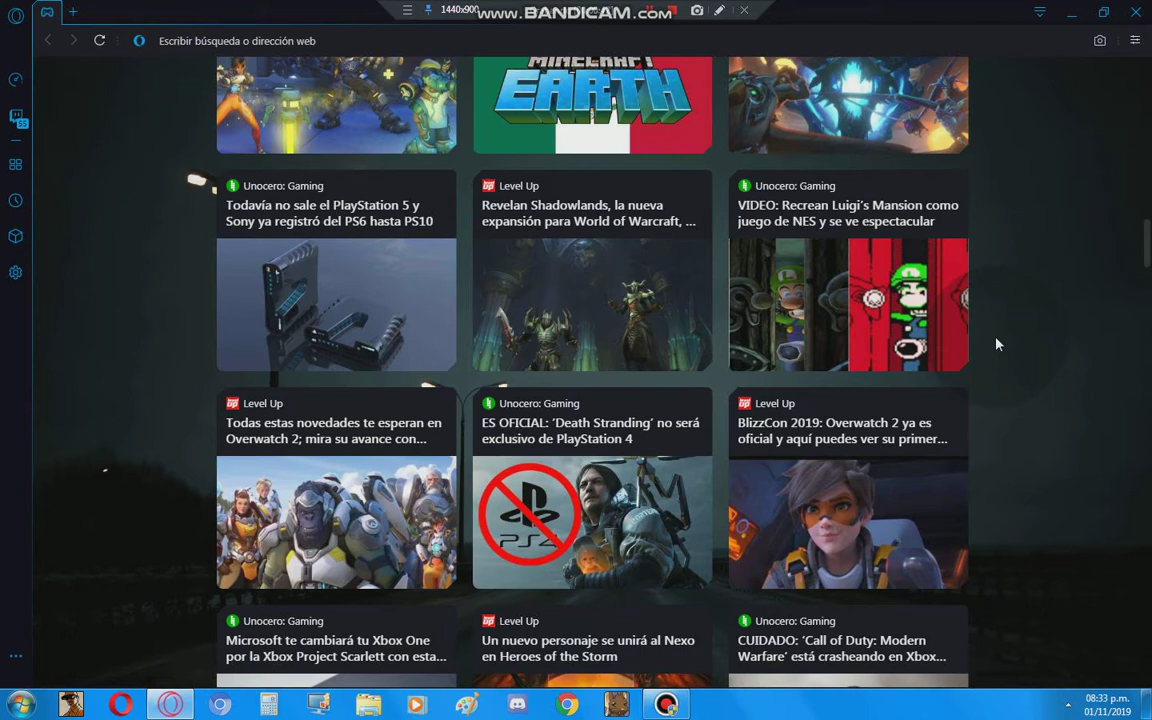 1440x900
www.BANDICAM.com
Escribir búsqueda o dirección web
55
MINECRAFT
EARTH
Unocero: Gaming
Todavía no sale el PlayStation 5 y
Sony ya registró del PS6 hasta PS10
Level Up
Revelan Shadowlands, la nueva
expansión para World of Warcraft, ...
Unocero: Gaming
VIDEO: Recrean Luigi's Mansion como
juego de NES y se ve espectacular
Level Up
Todas estas novedades te esperan en
Overwatch 2; mira su avance con...
Unocero: Gaming
ES OFICIAL: 'Death Stranding' no será
exclusivo de PlayStation 4
Level Up
BlizzCon 2019: Overwatch 2 ya es
oficial y aquí puedes ver su primer...
Unocero: Gaming
Microsoft te cambiará tu Xbox One
por la Xbox Project Scarlett con esta...
Level Up
Un nuevo personaje se unirá al Nexo
en Heroes of the Storm
Unocero: Gaming
CUIDADO: 'Call of Duty: Modern
Warfare' está crasheando en Xbox...
08:33 p.m.
01/11/2019